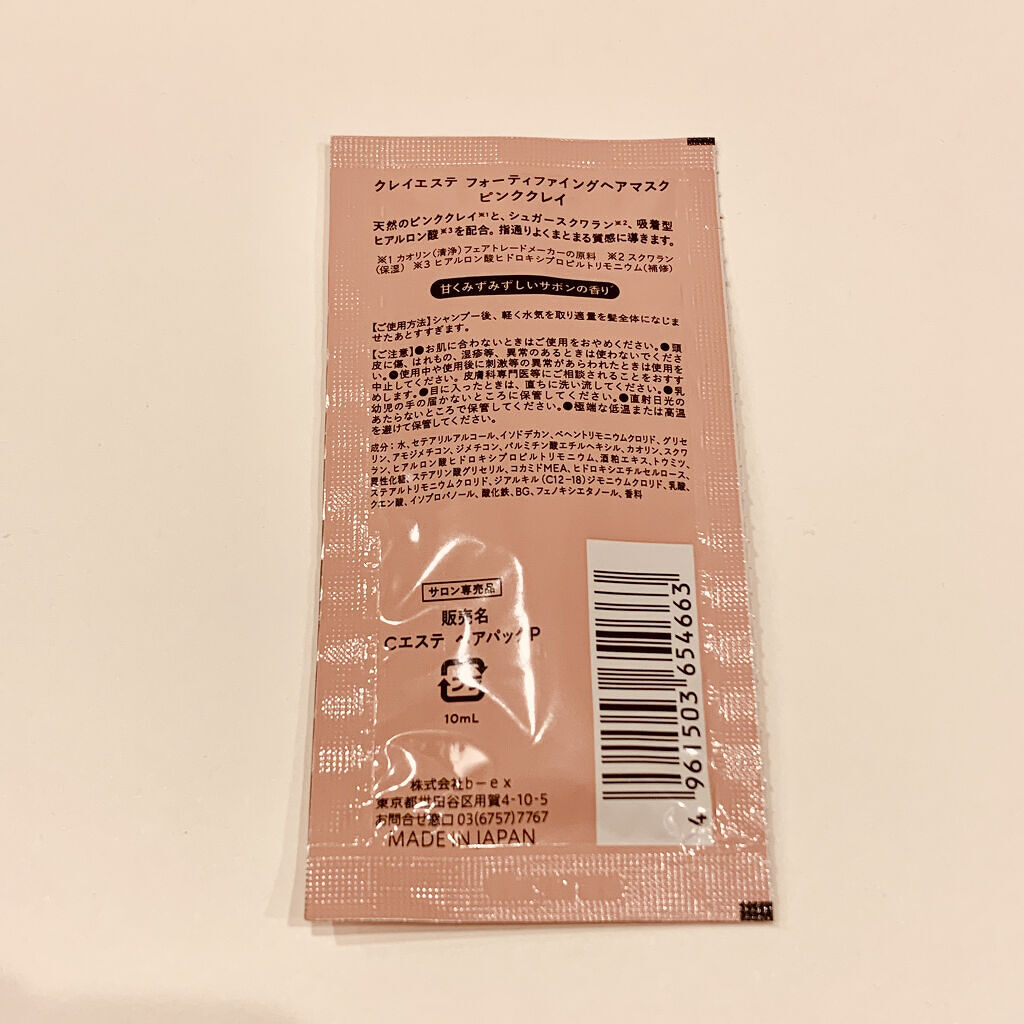 クレイエステ フォーティファイングヘアマスク
ピンククレイ
天然のピンククレイ※1と、シュガースクワラン※2、吸着型
ヒアルロン酸※3を配合。指通りよくまとまる質感に導きます。
※1 カオリン(清浄)フェアトレードメーカーの原料 ※2 スクワラン
(保湿) ※3 ヒアルロン酸ヒドロキシプロピルトリモニウム(補修)
甘くみずみずしいサボンの香り
【ご使用方法】シャンプー後、軽く水気を取り適量を髪全体になじま
せたあとすすぎます。
【ご注意】●お肌に合わないときはご使用をおやめください。●頭
皮に傷、はれもの、湿疹等、異常のあるときは使わないでくださ
い。●使用中や使用後に刺激等の異常があらわれたときは使用を
中止してください。皮膚科専門医等にご相談されることをおすす
めします。●目に入ったときは、直ちに洗い流してください。●乳
幼児の手の届かないところに保管してください。●直射日光の
あたらないところで保管してください。●極端な低温または高温
を避けて保管してください。
成分:水、セテアリルアルコール、イソドデカン、ベヘントリモニウムクロリド、グリセ
リン、アモジメチコン、ジメチコン、パルミチン酸エチルヘキシル、カオリン、スクワ
ラン、ヒアルロン酸ヒドロキシプロピルトリモニウム、酒粕エキス、トウミツ、
異性化糖、ステアリン酸グリセリル、コカミドMEA、ヒドロキシエチルセルロース、
ステアルトリモニウムクロリド、ジアルキル(C12-18)ジモニウムクロリド、乳酸、
クエン酸、イソプロパノール、酸化鉄、BG、フェノキシエタノール、香料
サロン専売品
販売名
Cエステ ヘアパックP
プラ
10mL
株式会社b-ex
東京都世田谷区用賀4-10-5
お問合せ窓口 03(6757)7767
MADE IN JAPAN
4 961503 654663